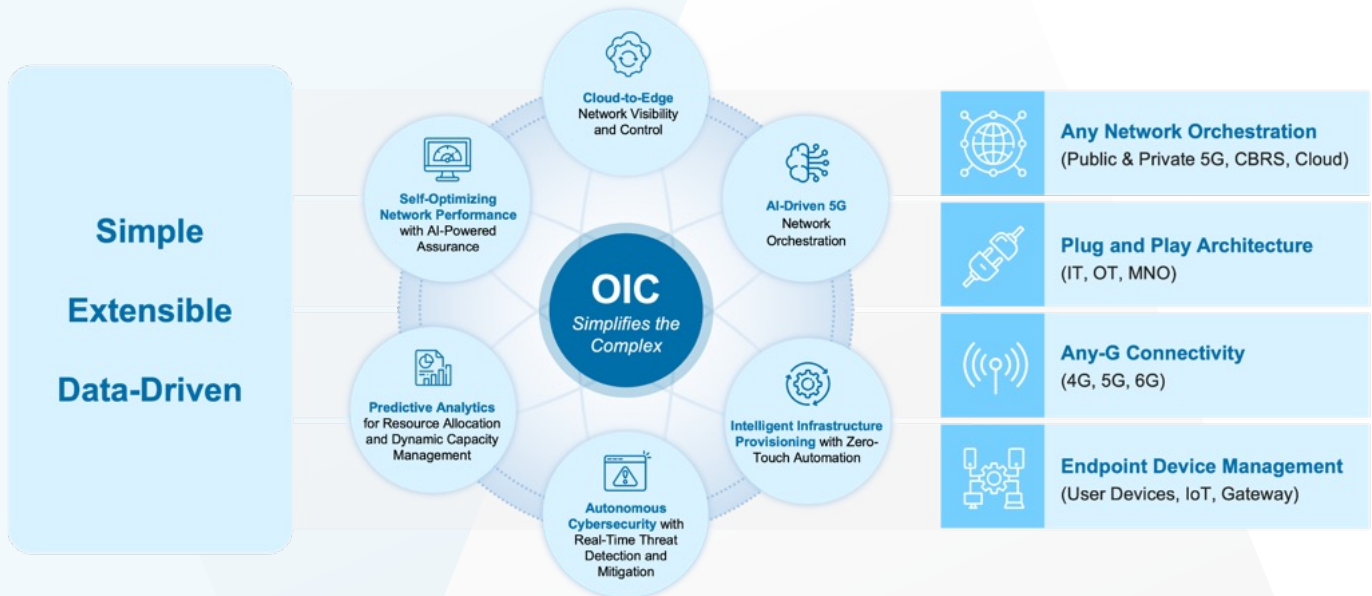 Simple
Extensible
Data-Driven
Cloud-to-Edge
Network Visibility
and Control
Self-Optimizing
Network Performance
with AI-Powered
Assurance
AI-Driven 5G
Network
Orchestration
OIC
Simplifies the
Complex
Predictive Analytics
for Resource Allocation
and Dynamic Capacity
Management
Intelligent Infrastructure
Provisioning with Zero-
Touch Automation
Autonomous
Cybersecurity with
Real-Time Threat
Detection and
Mitigation
Any Network Orchestration
(Public & Private 5G, CBRS, Cloud)
Plug and Play Architecture
(IT, OT, MNO)
Any-G Connectivity
(4G, 5G, 6G)
Endpoint Device Management
(User Devices, IoT, Gateway)